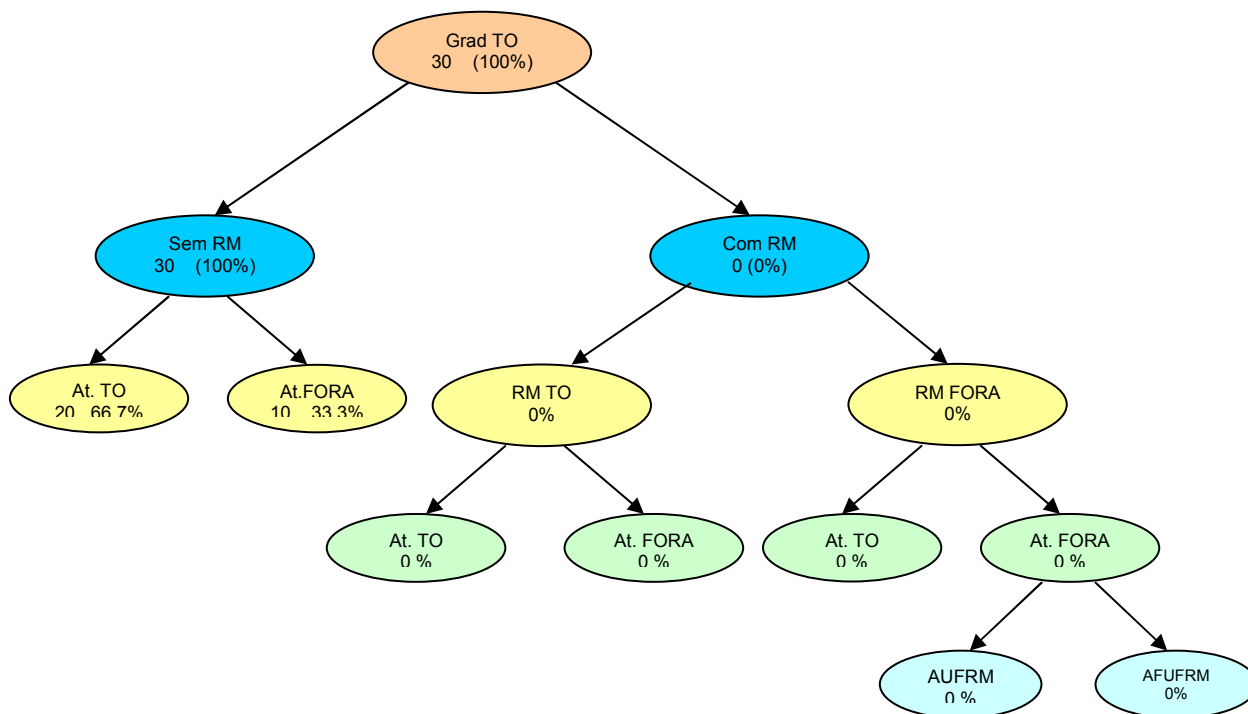 Grad TO
30 (100%)
Sem RM
30 (100%)
Com RM
0 (0%)
At. TO
20 66,7%
At.FORA
10 33,3%
RM TO
0%
RM FORA
0%
At. TO
0 %
At. FORA
0 %
At. TO
0 %
At. FORA
0 %
AUFRM
0 %
AFUFRM
0%